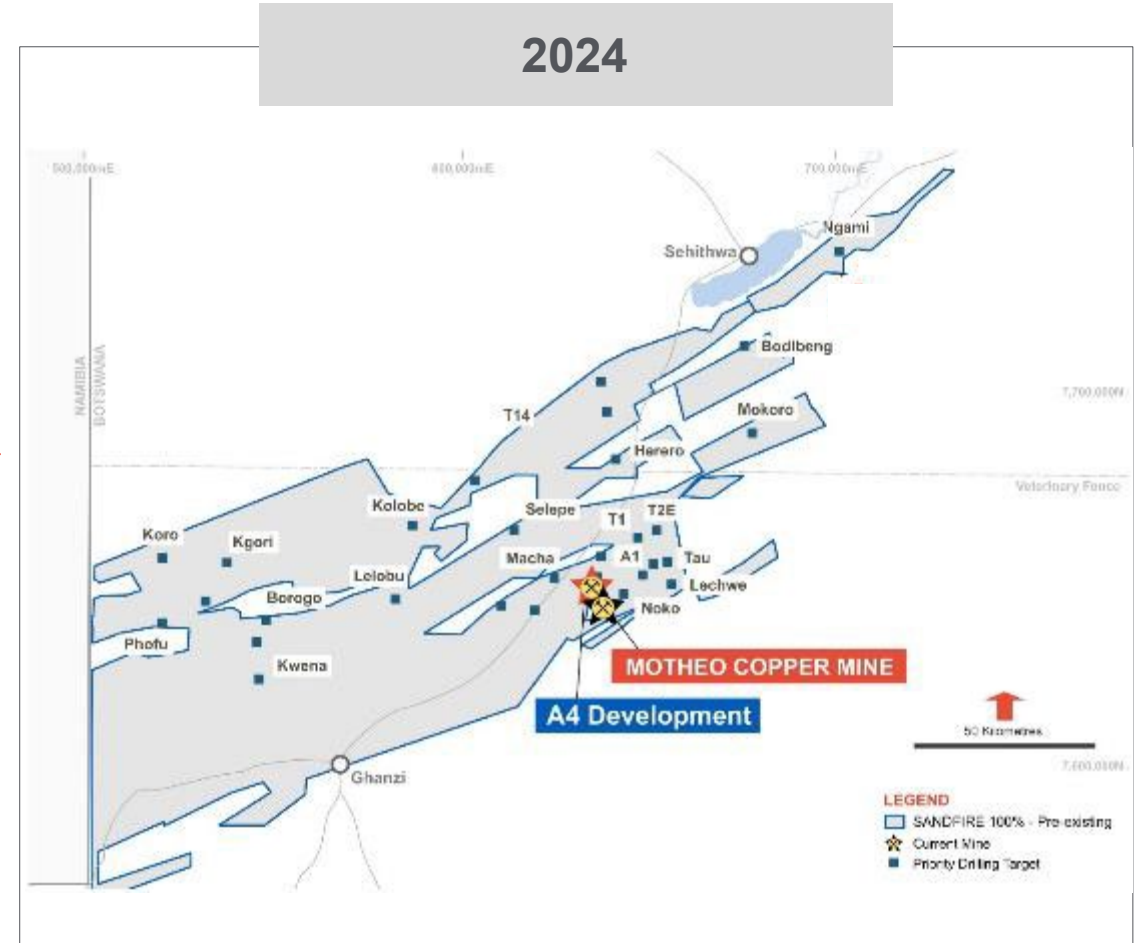 2024
500,000mE
600,000mE
700,000mE
Ngami
Sehithwa
NAMIBIA
BOTSWANA
Bodibeng
7,700,000N
T14
Mokoro
Herero
Veterinary Fence
Kolobe
Selepe
T1
T2E
Koro
Kgori
Macha
A1
Tau
Lelobu
Lechwe
Borogo
Noko
Phofu
Kwena
MOTHEO COPPER MINE
A4 Development
50 Kilometres
7,600,000N
Ghanzi
LEGEND
SANDFIRE 100% - Pre-existing
Current Mine
Priority Drilling Target